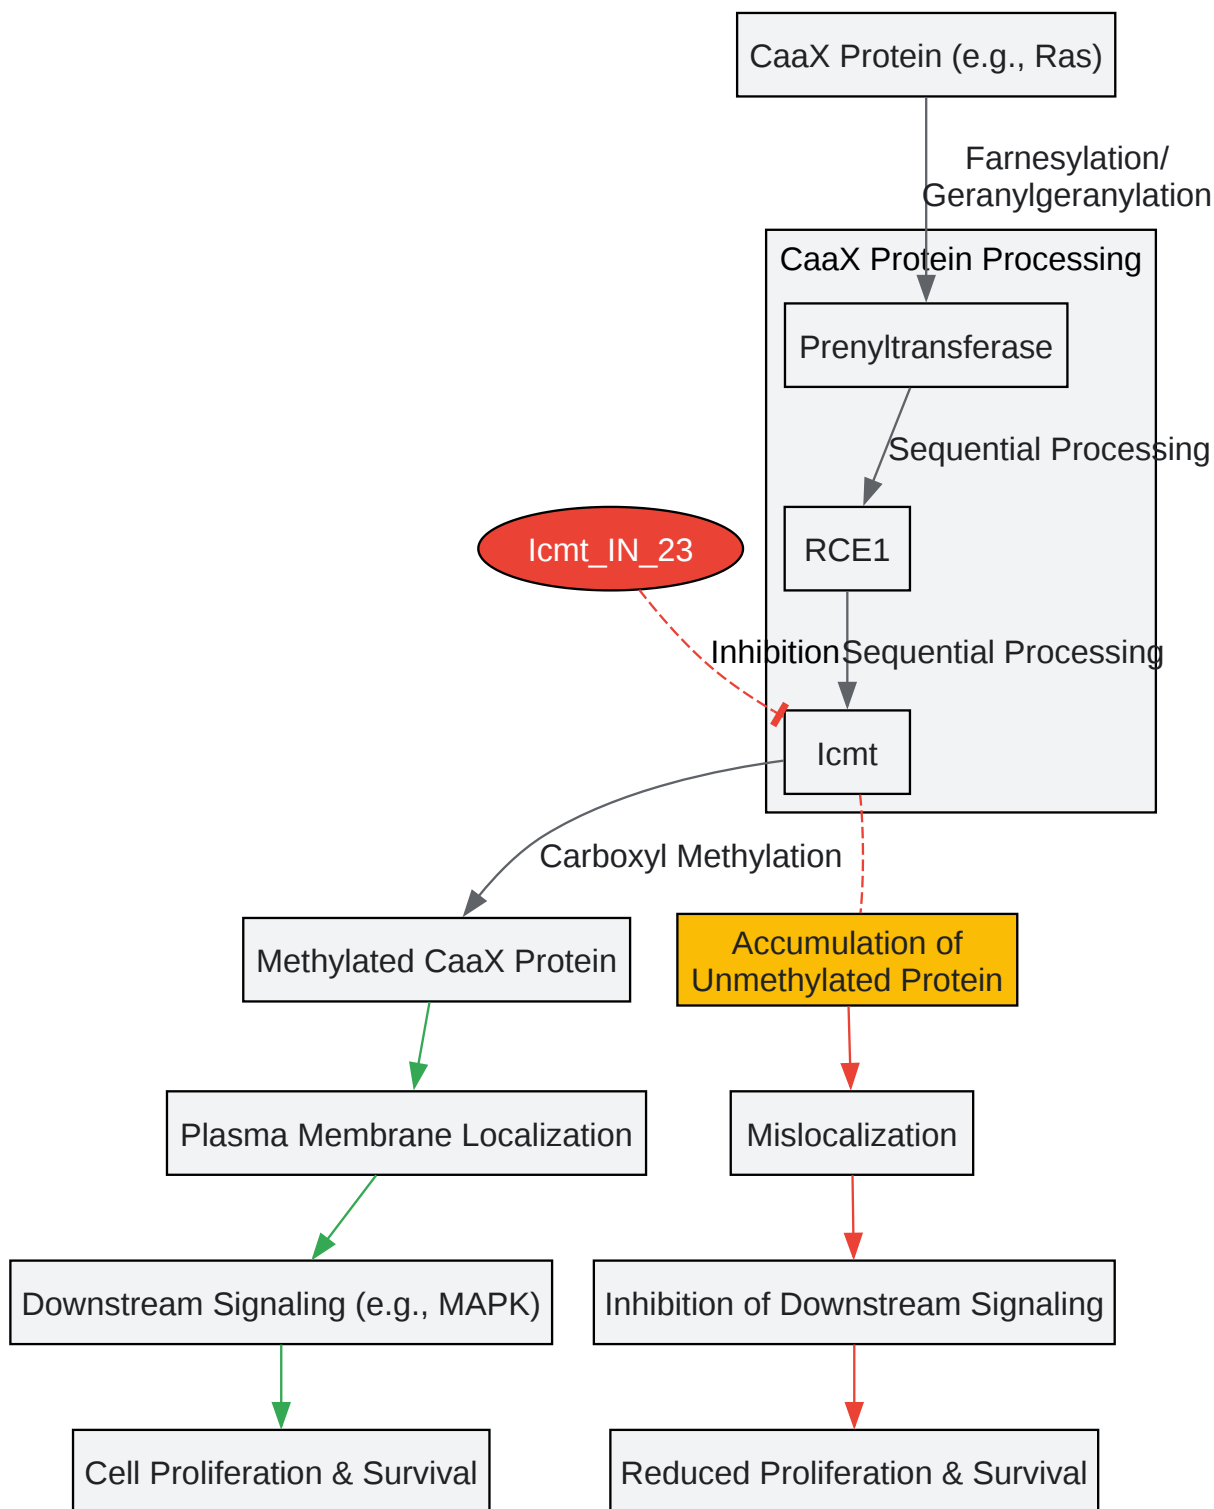 CaaX Protein (e.g., Ras)
Farnesylation/
Geranylgeranylation
CaaX Protein Processing
Prenyltransferase
Sequential Processing
Icmt_IN_23
RCE1
Inhibition
Sequential Processing
Icmt
Carboxyl Methylation
Methylated CaaX Protein
Accumulation of
Unmethylated Protein
Plasma Membrane Localization
Mislocalization
Downstream Signaling (e.g., MAPK)
Inhibition of Downstream Signaling
Cell Proliferation & Survival
Reduced Proliferation & Survival